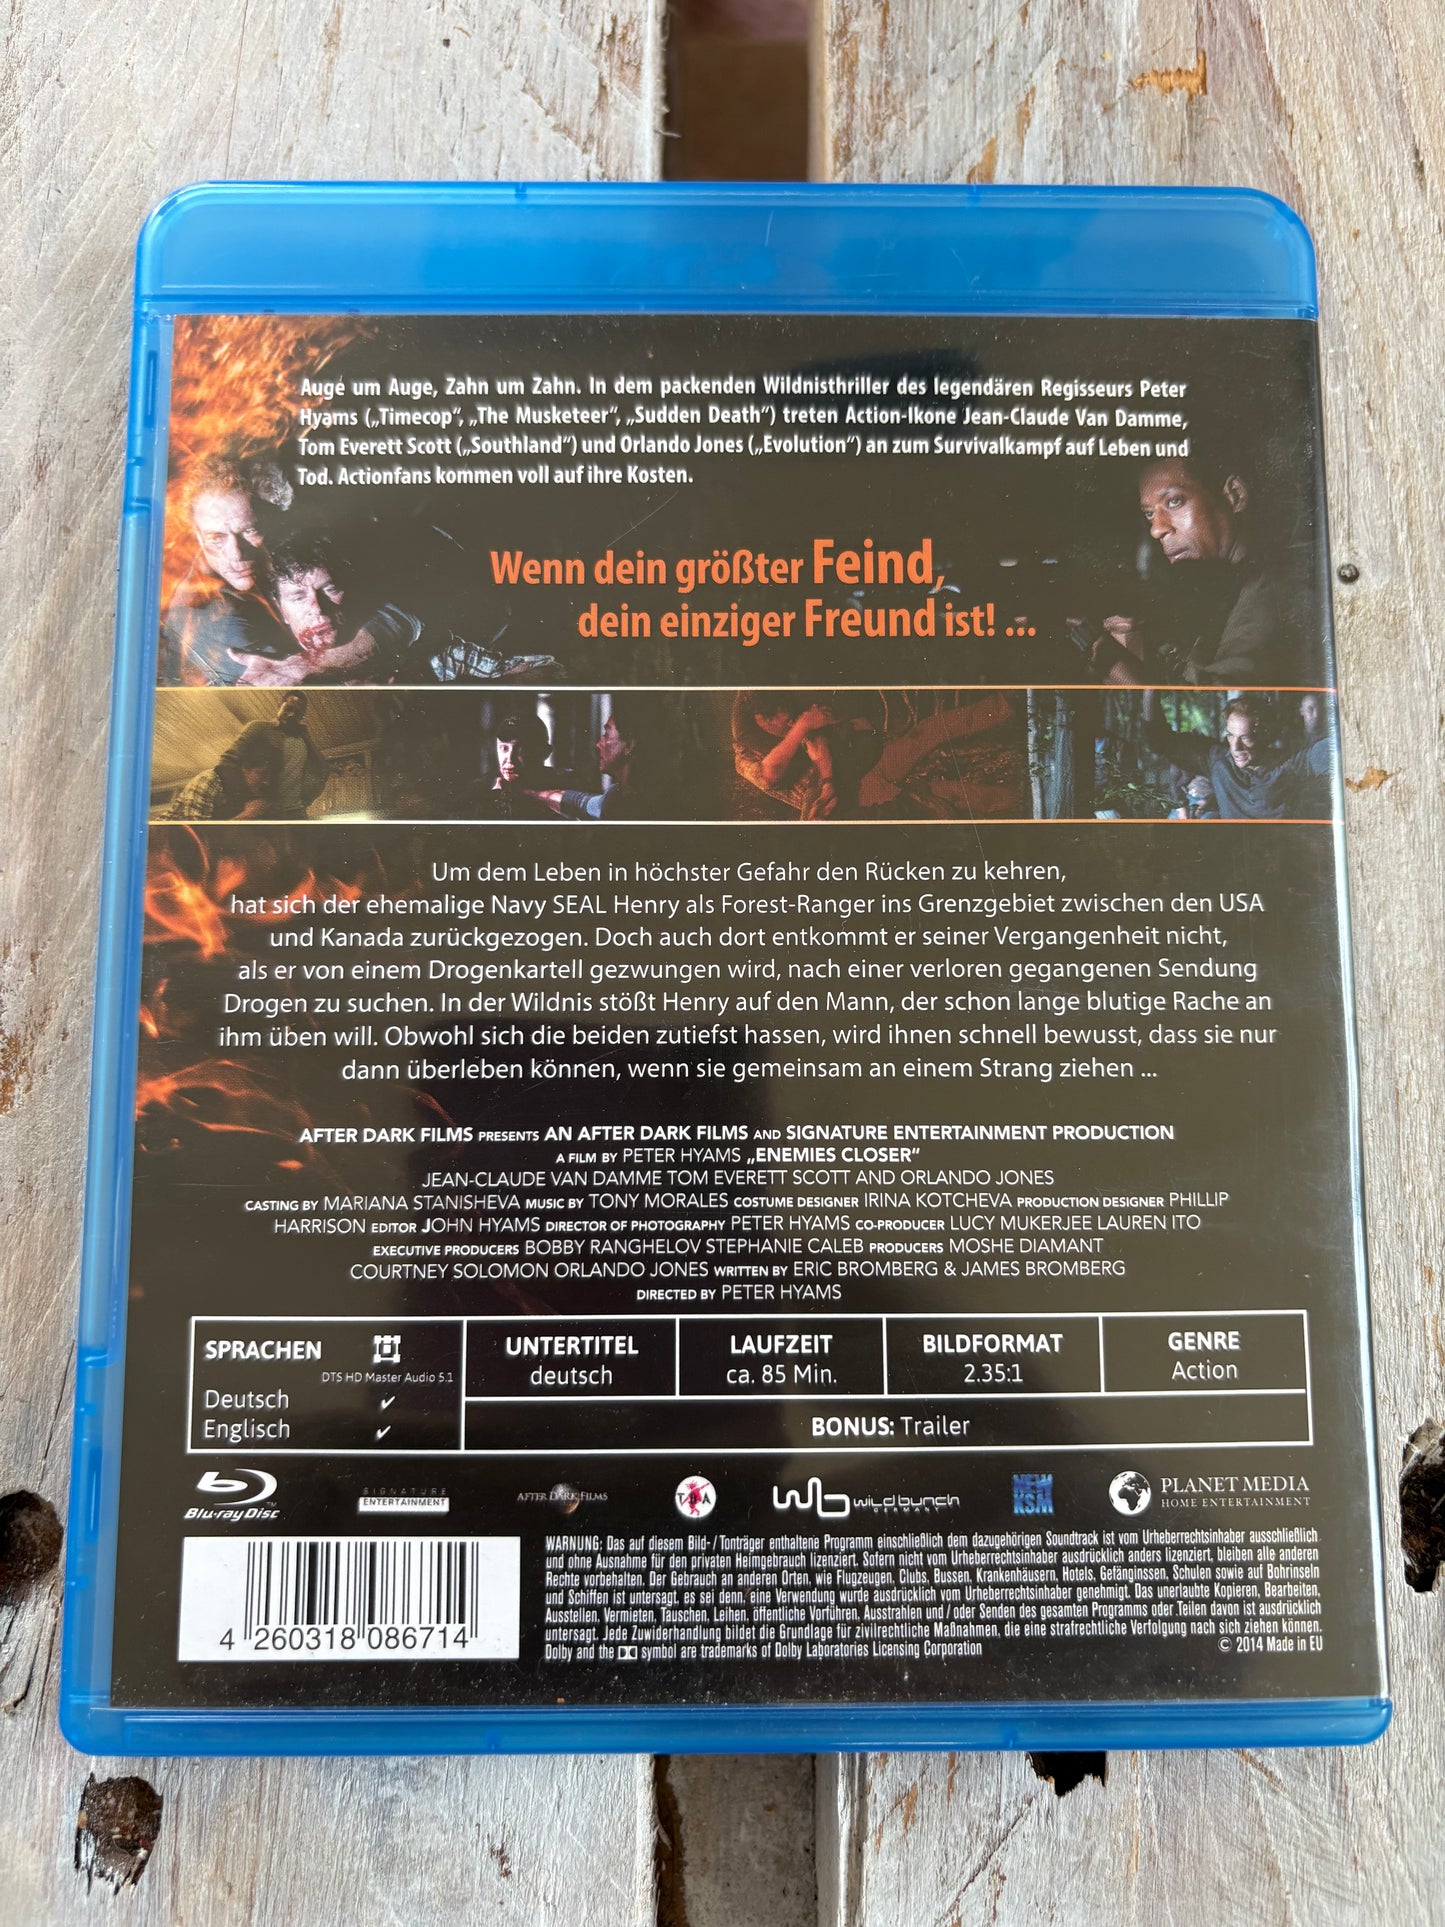 Auge um Auge, Zahn um Zahn. In dem packenden Wildnisthriller des legendären Regisseurs Peter
Hyams („Timecop“, „The Musketeer“, „Sudden Death“) treten Action-Ikone Jean-Claude Van Damme,
Tom Everett Scott („Southland“) und Orlando Jones („Evolution“) an zum Survivalkampf auf Leben und
Tod. Actionfans kommen voll auf ihre Kosten.
Wenn dein größter Feind,
dein einziger Freund ist! ...
Um dem Leben in höchster Gefahr den Rücken zu kehren,
hat sich der ehemalige Navy SEAL Henry als Forest-Ranger ins Grenzgebiet zwischen den USA
und Kanada zurückgezogen. Doch auch dort entkommt er seiner Vergangenheit nicht,
als er von einem Drogenkartell gezwungen wird, nach einer verloren gegangenen Sendung
Drogen zu suchen. In der Wildnis stößt Henry auf den Mann, der schon lange blutige Rache an
ihm üben will. Obwohl sich die beiden zutiefst hassen, wird ihnen schnell bewusst, dass sie nur
dann überleben können, wenn sie gemeinsam an einem Strang ziehen ...
AFTER DARK FILMS PRESENTS AN AFTER DARK FILMS AND SIGNATURE ENTERTAINMENT PRODUCTION
A FILM BY PETER HYAMS „ENEMIES CLOSER“
JEAN-CLAUDE VAN DAMME TOM EVERETT SCOTT AND ORLANDO JONES
CASTING BY MARIANA STANISHEVA MUSIC BY TONY MORALES COSTUME DESIGNER IRINA KOTCHEVA PRODUCTION DESIGNER PHILLIP
HARRISON EDITOR JOHN HYAMS DIRECTOR OF PHOTOGRAPHY PETER HYAMS CO-PRODUCER LUCY MUKERJEE LAUREN ITO
EXECUTIVE PRODUCERS BOBBY RANGHELOV STEPHANIE CALEB PRODUCERS MOSHE DIAMANT
COURTNEY SOLOMON ORLANDO JONES WRITTEN BY ERIC BROMBERG & JAMES BROMBERG
DIRECTED BY PETER HYAMS
SPRACHEN
DTS HD Master Audio 5.1
Deutsch ✓
Englisch ✓
UNTERTITEL
deutsch
LAUFZEIT
ca. 85 Min.
BILDFORMAT
2.35:1
GENRE
Action
BONUS: Trailer
Blu-ray Disc™
SIGNATURE
ENTERTAINMENT
AFTER DARK FILMS
TDA
wildbunch
GERMANY
NEW
KSM
PLANET MEDIA
HOME ENTERTAINMENT
4 260318 086714
WARNUNG: Das auf diesem Bild- / Tonträger enthaltene Programm einschließlich dem dazugehörigen Soundtrack ist vom Urheberrechtsinhaber ausschließlich
und ohne Ausnahme für den privaten Heimgebrauch lizenziert. Sofern nicht vom Urheberrechtsinhaber ausdrücklich anders lizenziert, bleiben alle anderen
Rechte vorbehalten. Der Gebrauch an anderen Orten, wie Flugzeugen, Clubs, Bussen, Krankenhäusern, Hotels, Gefänginssen, Schulen sowie auf Bohrinseln
und Schiffen ist untersagt, es sei denn, eine Verwendung wurde ausdrücklich vom Urheberrechtsinhaber genehmigt. Das unerlaubte Kopieren, Bearbeiten,
Ausstellen, Vermieten, Tauschen, Leihen, öffentliche Vorführen, Ausstrahlen und / oder Senden des gesamten Programms oder Teilen davon ist ausdrücklich
untersagt. Jede Zuwiderhandlung bildet die Grundlage für zivilrechtliche Maßnahmen, die eine strafrechtliche Verfolgung nach sich ziehen können.
Dolby and the symbol are trademarks of Dolby Laboratories Licensing Corporation © 2014 Made in EU